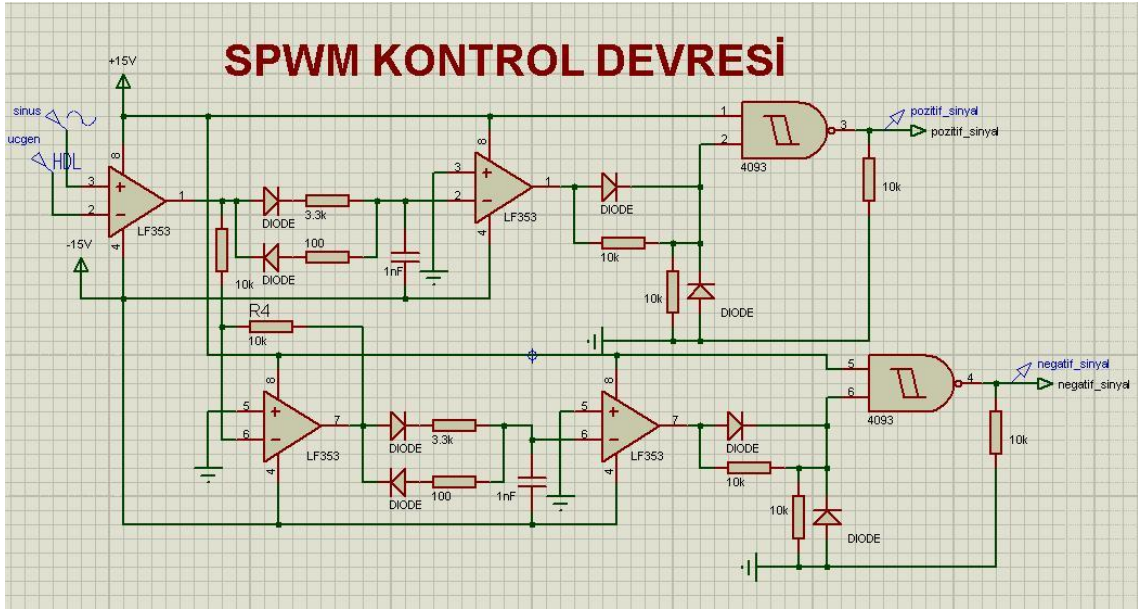 SPWM KONTROL DEVRESİ
+15V
sinus
ucgen
HDL
-15V
8
3
2
1
4
LF353
DIODE
3.3k
DIODE
100
10k
1nF
8
3
2
1
4
LF353
DIODE
10k
10k
DIODE
1
2
3
4093
pozitif_sinyal
pozitif_sinyal
10k
R4
10k
8
5
6
7
4
LF353
DIODE
3.3k
DIODE
100
1nF
8
5
6
7
4
LF353
DIODE
10k
10k
DIODE
5
6
4
4093
negatif_sinyal
negatif_sinyal
10k